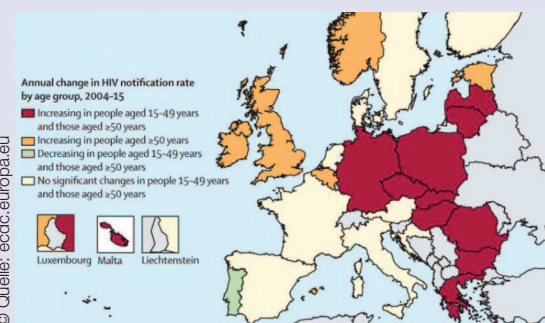 Annual change in HIV notification rate
by age group, 2004–15
Increasing in people aged 15–49 years
and those aged ≥50 years
Increasing in people aged ≥50 years
Decreasing in people aged 15–49 years
and those aged ≥50 years
No significant changes in people 15–49 years
and those aged ≥50 years
Luxembourg Malta Liechtenstein
© Quelle: ecdc.europa.eu